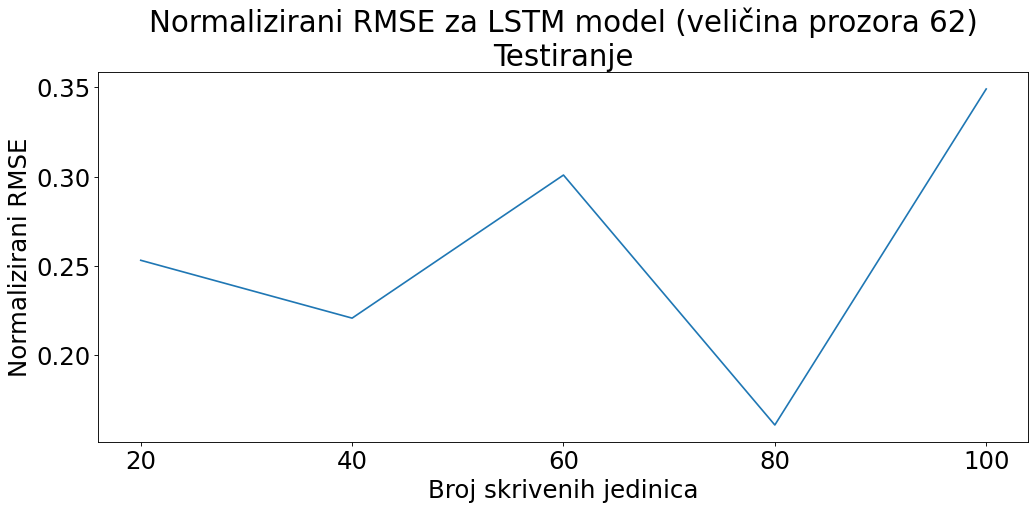 Normalizirani RMSE za LSTM model (veličina prozora 62)
Testiranje
Normalizirani RMSE
0.35
0.30
0.25
0.20
20 40 60 80 100
Broj skrivenih jedinica